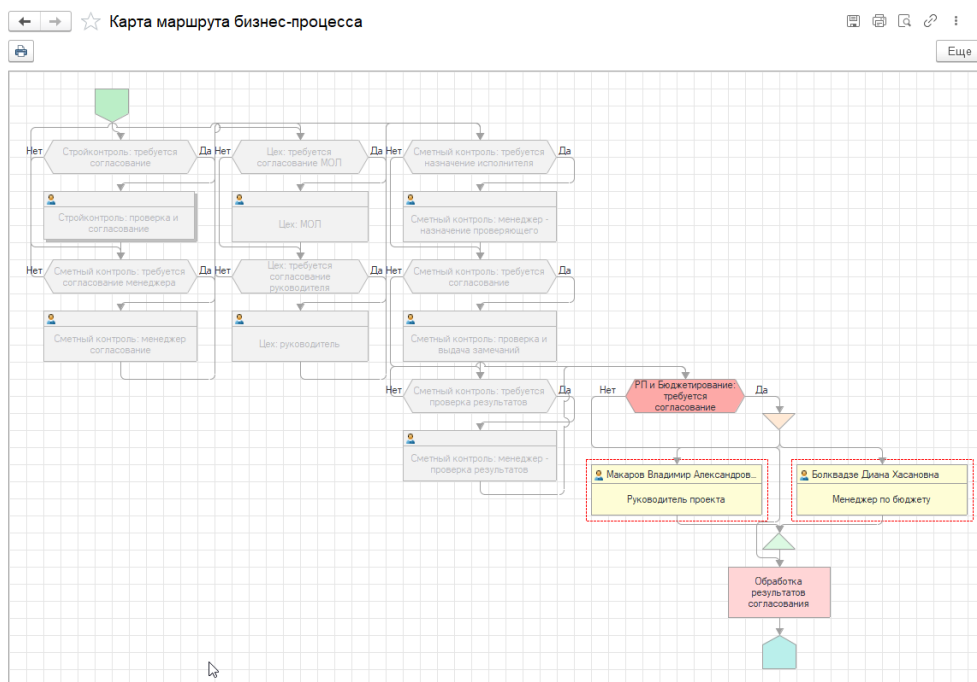 Карта маршрута бизнес-процесса
Еще
Нет
Стройконтроль: требуется
согласование
Да
Нет
Цех: требуется
согласование МОЛ
Да
Нет
Сметный контроль: требуется
назначение исполнителя
Да
Стройконтроль: проверка и
согласование
Цех: МОЛ
Сметный контроль: менеджер -
назначение проверяющего
Нет
Сметный контроль: требуется
согласование менеджера
Да
Нет
Цех: требуется
согласование
руководителя
Да
Нет
Сметный контроль: требуется
согласование
Да
Сметный контроль: менеджер
согласование
Цех: руководитель
Сметный контроль: проверка и
выдача замечаний
Нет
Сметный контроль: требуется
проверка результатов
Да
Нет
РП и Бюджетирование:
требуется
согласование
Да
Сметный контроль: менеджер -
проверка результатов
Макаров Владимир Александров...
Руководитель проекта
Болквадзе Диана Хасановна
Менеджер по бюджету
Обработка
результатов
согласования